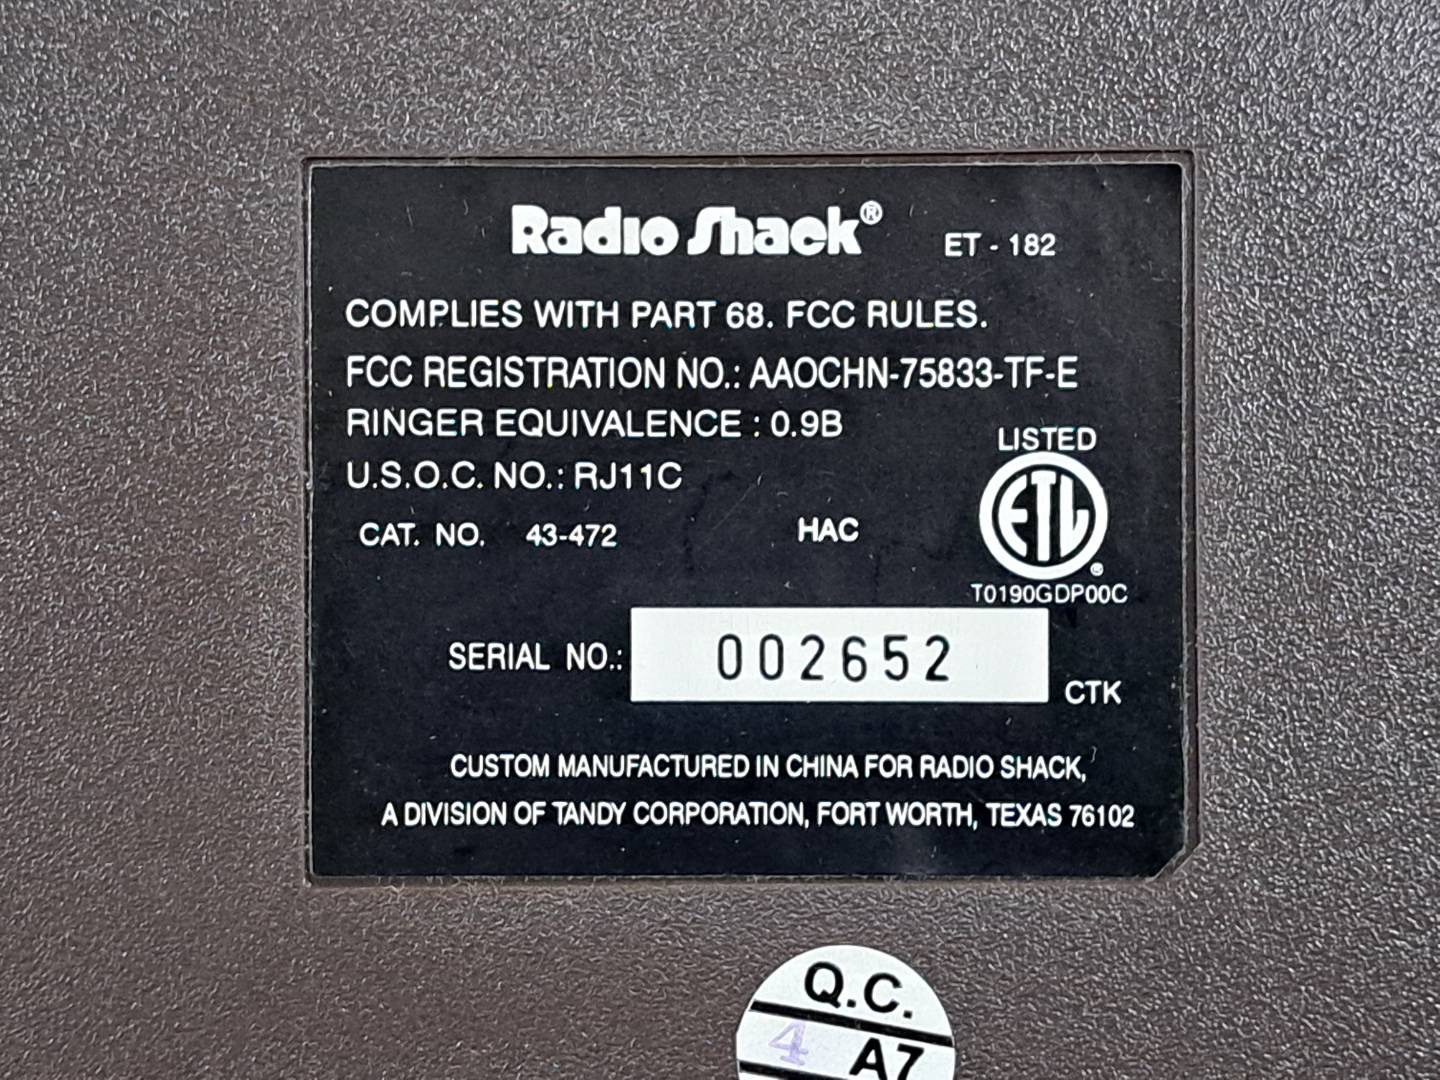 Radio Shack® ET - 182
COMPLIES WITH PART 68. FCC RULES.
FCC REGISTRATION NO.: AAOCHN-75833-TF-E
RINGER EQUIVALENCE : 0.9B
U.S.O.C. NO.: RJ11C
LISTED
ETL®
CAT. NO. 43-472 HAC
T0190GDP00C
SERIAL NO.: 002652 CTK
CUSTOM MANUFACTURED IN CHINA FOR RADIO SHACK,
A DIVISION OF TANDY CORPORATION, FORT WORTH, TEXAS 76102
Q.C.
4 A7